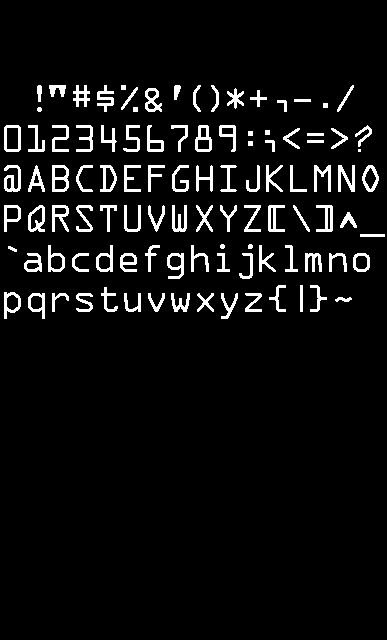 !"#$%&'()*+,-./
0123456789:;<=>?
@ABCDEFGHIJKLMNO
PQRSTUVWXYZ[\]^_
`abcdefghijklmno
pqrstuvwxyz{|}~